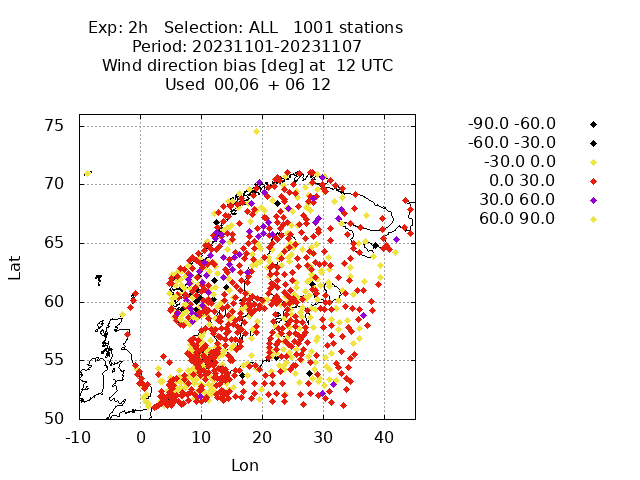 Exp: 2h   Selection: ALL   1001 stations
Period: 20231101-20231107
Wind direction bias [deg] at  12 UTC
Used  00,06  + 06 12
-90.0 -60.0
-60.0 -30.0
-30.0 0.0
0.0 30.0
30.0 60.0
60.0 90.0
75
70
65
60
55
50
Lat
-10 0 10 20 30 40
Lon